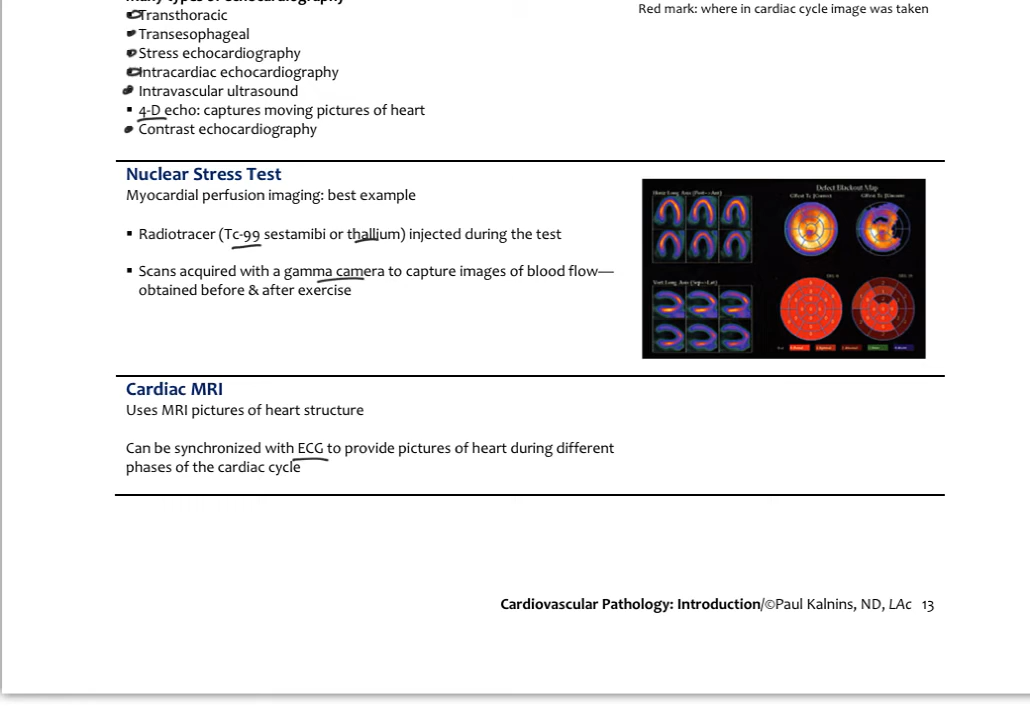 Red mark: where in cardiac cycle image was taken
Transthoracic
▪ Transesophageal
▪ Stress echocardiography
Intracardiac echocardiography
▪ Intravascular ultrasound
▪ 4-D echo: captures moving pictures of heart
▪ Contrast echocardiography
Nuclear Stress Test
Myocardial perfusion imaging: best example
▪ Radiotracer (Tc-99 sestamibi or thallium) injected during the test
▪ Scans acquired with a gamma camera to capture images of blood flow—
obtained before & after exercise
Defect Blackout Map
Cardiac MRI
Uses MRI pictures of heart structure
Can be synchronized with ECG to provide pictures of heart during different
phases of the cardiac cycle
Cardiovascular Pathology: Introduction/©Paul Kalnins, ND, LAc 13